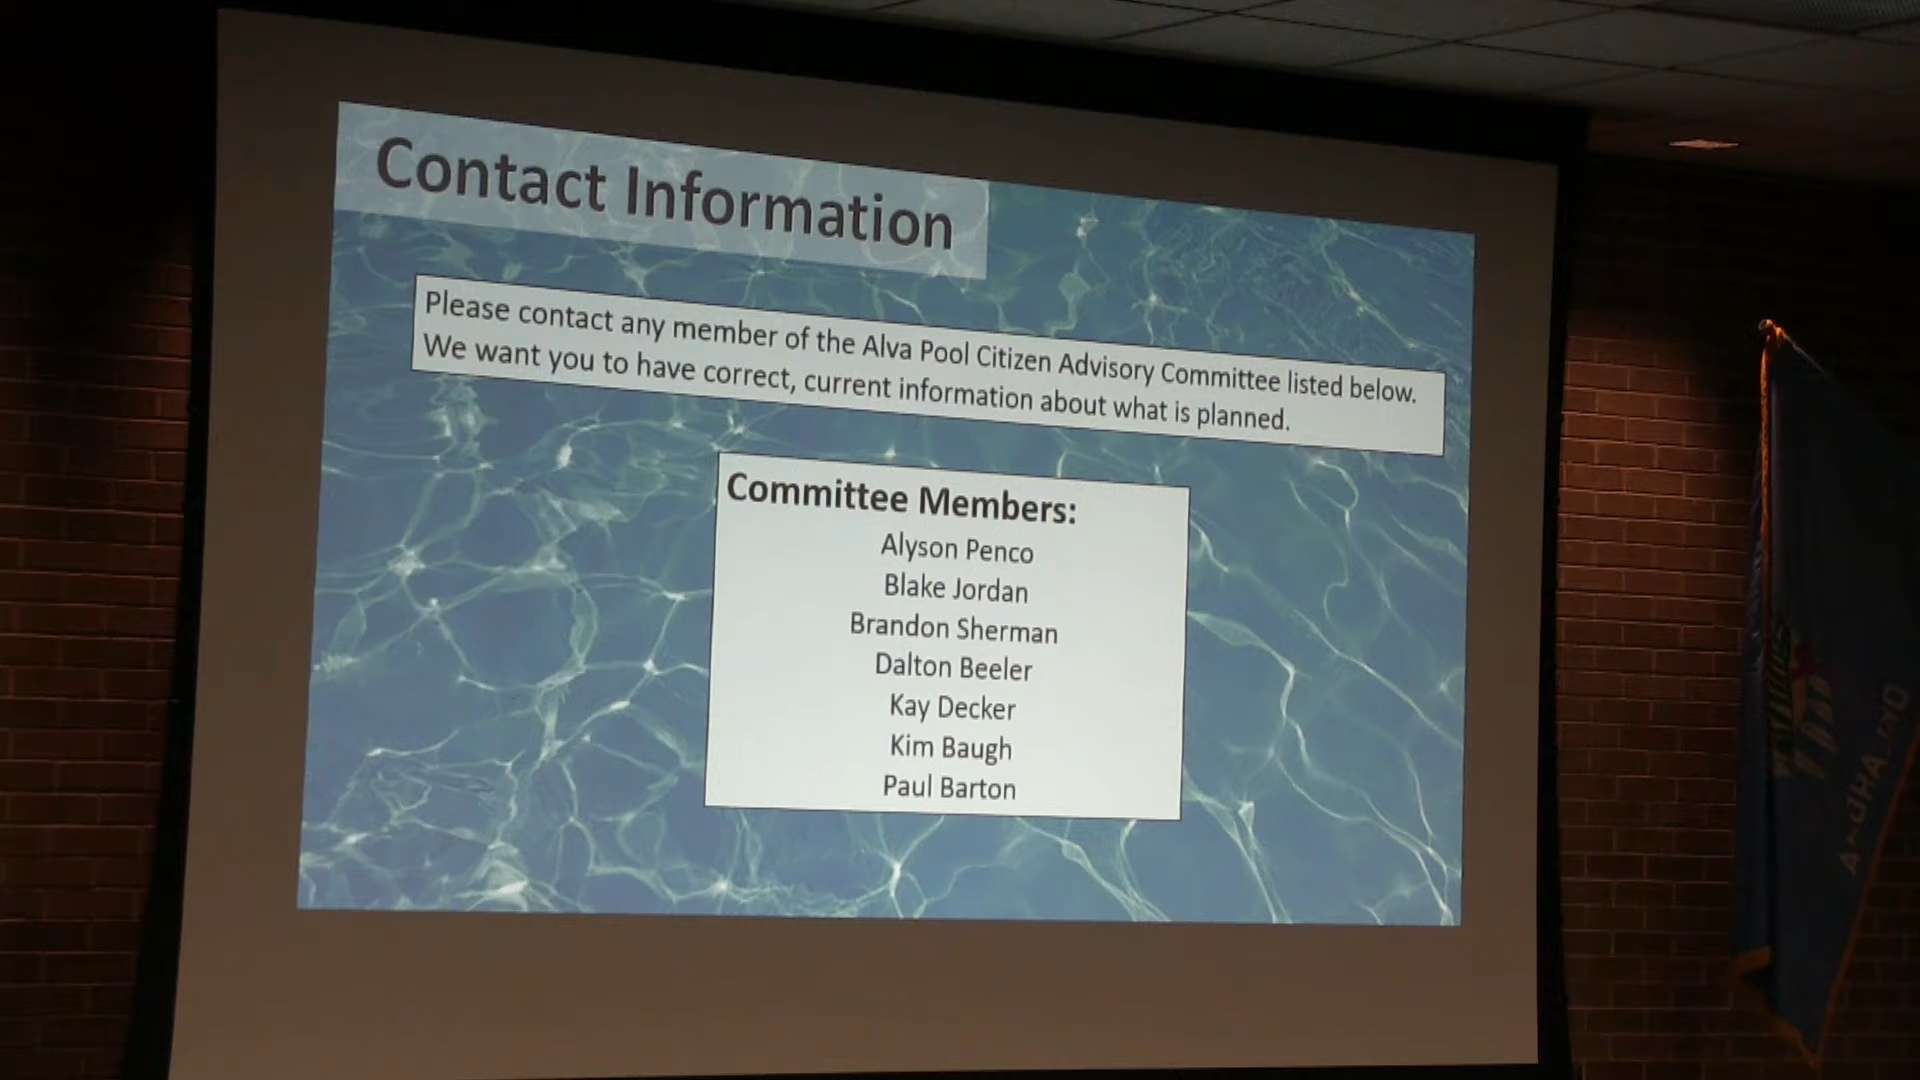 Contact Information
Please contact any member of the Alva Pool Citizen Advisory Committee listed below.
We want you to have correct, current information about what is planned.
Committee Members:
Alyson Penco
Blake Jordan
Brandon Sherman
Dalton Beeler
Kay Decker
Kim Baugh
Paul Barton